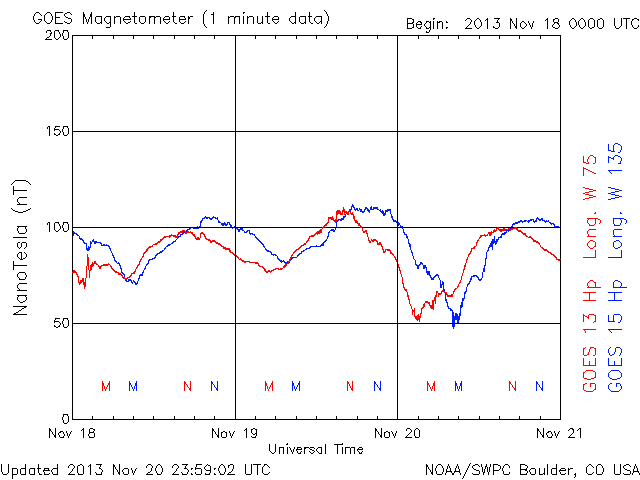 GOES Magnetometer (1 minute data)
Begin: 2013 Nov 18 0000 UTC
200
150
100
50
0
NanoTesla (nT)
M M N N M M N N M M N N
Nov 18 Nov 19 Nov 20 Nov 21
Universal Time
GOES 13 Hp Long. W 75
GOES 15 Hp Long. W 135
Updated 2013 Nov 20 23:59:02 UTC
NOAA/SWPC Boulder, CO USA